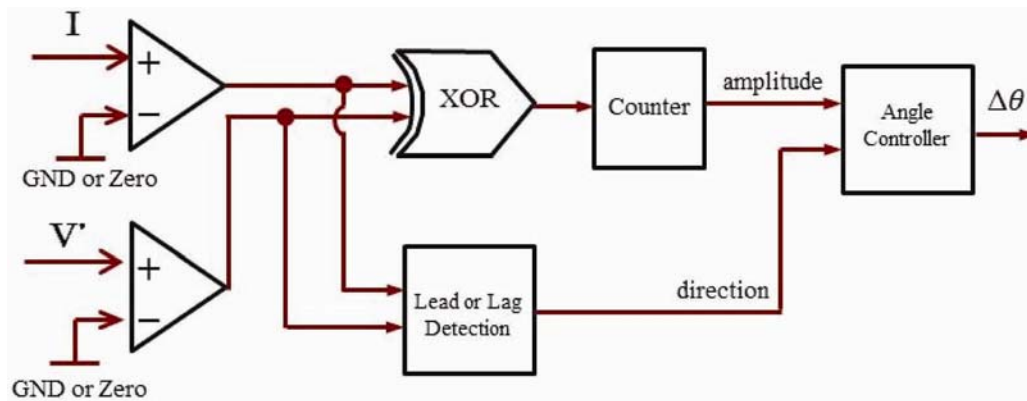 I
+
−
GND or Zero
XOR
Counter
amplitude
Angle
Controller
Δθ
V'
+
−
GND or Zero
Lead or Lag
Detection
direction